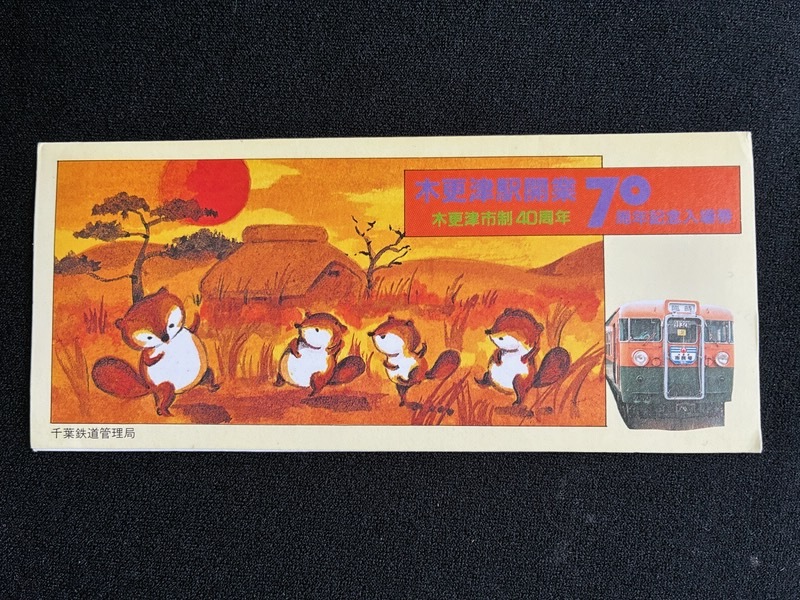 木更津駅開業
70
周年記念入場券
木更津市制40周年
千葉鉄道管理局